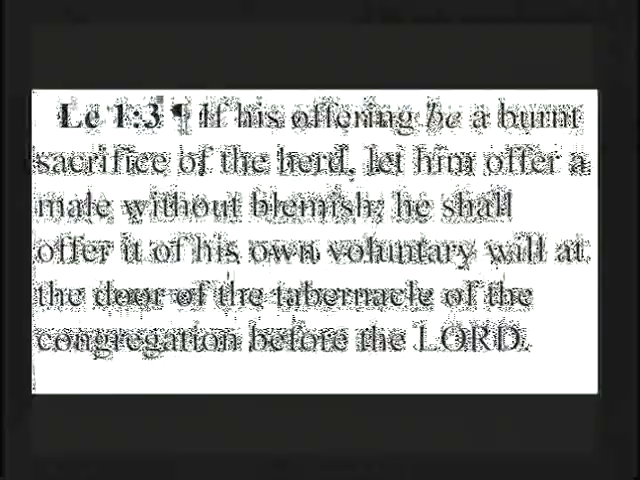 Le 1:3 ¶ If his offering be a burnt
sacrifice of the herd, let him offer a
male without blemish: he shall
offer it of his own voluntary will at
the door of the tabernacle of the
congregation before the LORD.